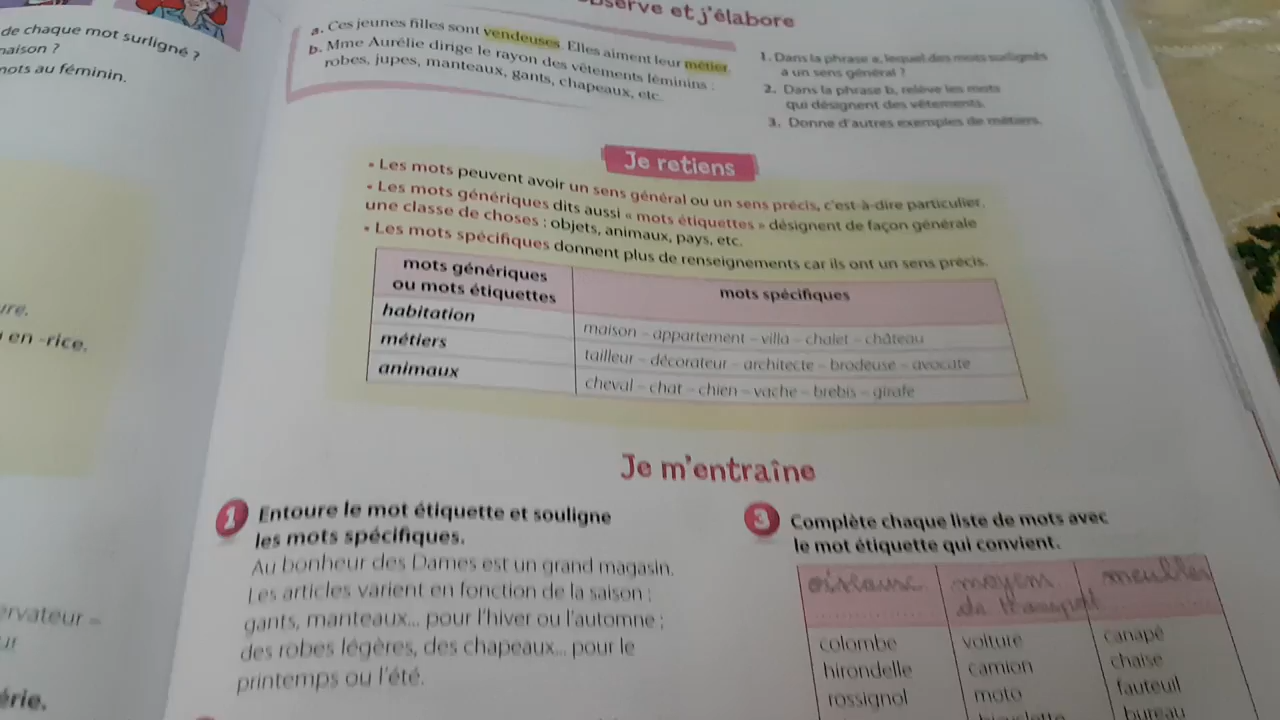 de chaque mot surligné ?
maison ?
mots au féminin.
ure.
en -rice.
ervateur –
ur
érie.
observe et j'élabore
a. Ces jeunes filles sont vendeuses. Elles aiment leur métier.
b. Mme Aurélie dirige le rayon des vêtements féminins :
robes, jupes, manteaux, gants, chapeaux, etc.
1. Dans la phrase a, lequel des mots surlignés
a un sens général ?
2. Dans la phrase b, relève les mots
qui désignent des vêtements.
3. Donne d'autres exemples de métiers.
Je retiens
• Les mots peuvent avoir un sens général ou un sens précis, c'est-à-dire particulier.
• Les mots génériques dits aussi « mots étiquettes » désignent de façon générale
une classe de choses : objets, animaux, pays, etc.
• Les mots spécifiques donnent plus de renseignements car ils ont un sens précis.
mots génériques
ou mots étiquettes
mots spécifiques
habitation
maison – appartement – villa – chalet – château
métiers
tailleur – décorateur – architecte – brodeuse – avocate
animaux
cheval – chat – chien – vache – brebis – girafe
Je m'entraîne
1 Entoure le mot étiquette et souligne
les mots spécifiques.
Au bonheur des Dames est un grand magasin.
Les articles varient en fonction de la saison :
gants, manteaux... pour l'hiver ou l'automne ;
des robes légères, des chapeaux... pour le
printemps ou l'été.
3 Complète chaque liste de mots avec
le mot étiquette qui convient.
oiseaux moyen meubles
de transport
colombe voiture canapé
hirondelle camion chaise
rossignol moto fauteuil
bicyclette bureau